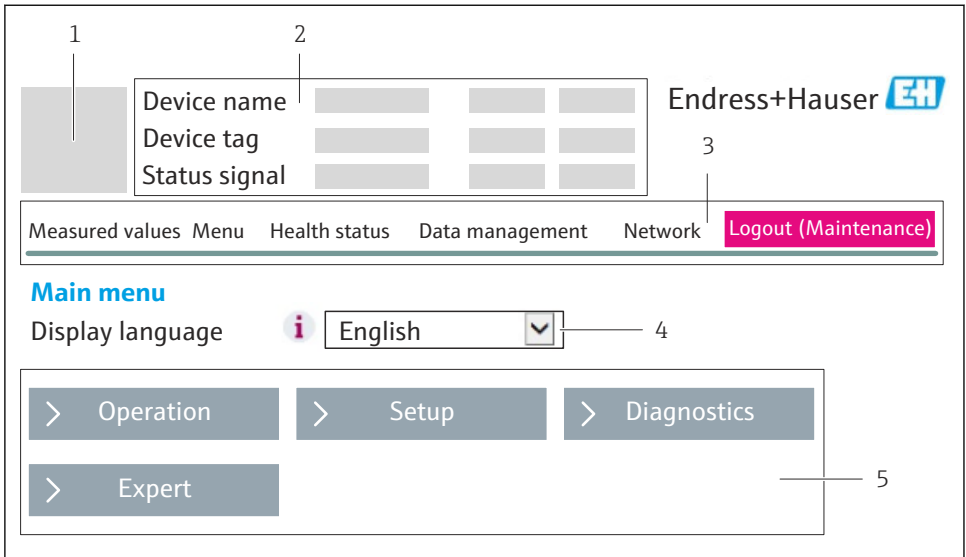 1
2
Device name
Device tag
Status signal
Endress+Hauser EH
3
Measured values Menu Health status Data management Network Logout (Maintenance)
Main menu
Display language i English 4
> Operation > Setup > Diagnostics
> Expert
5